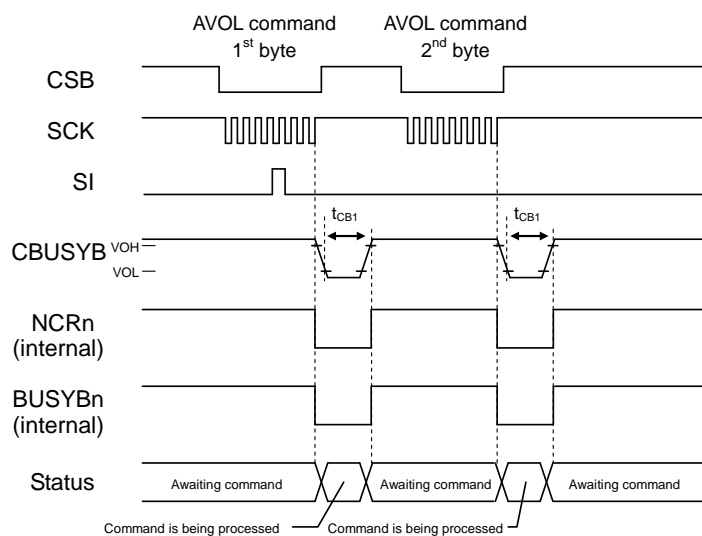 AVOL command
1st byte
AVOL command
2nd byte
CSB
SCK
SI
tCB1
tCB1
CBUSYB
VOH
VOL
NCRn
(internal)
BUSYBn
(internal)
Status
Awaiting command
Awaiting command
Awaiting command
Command is being processed
Command is being processed